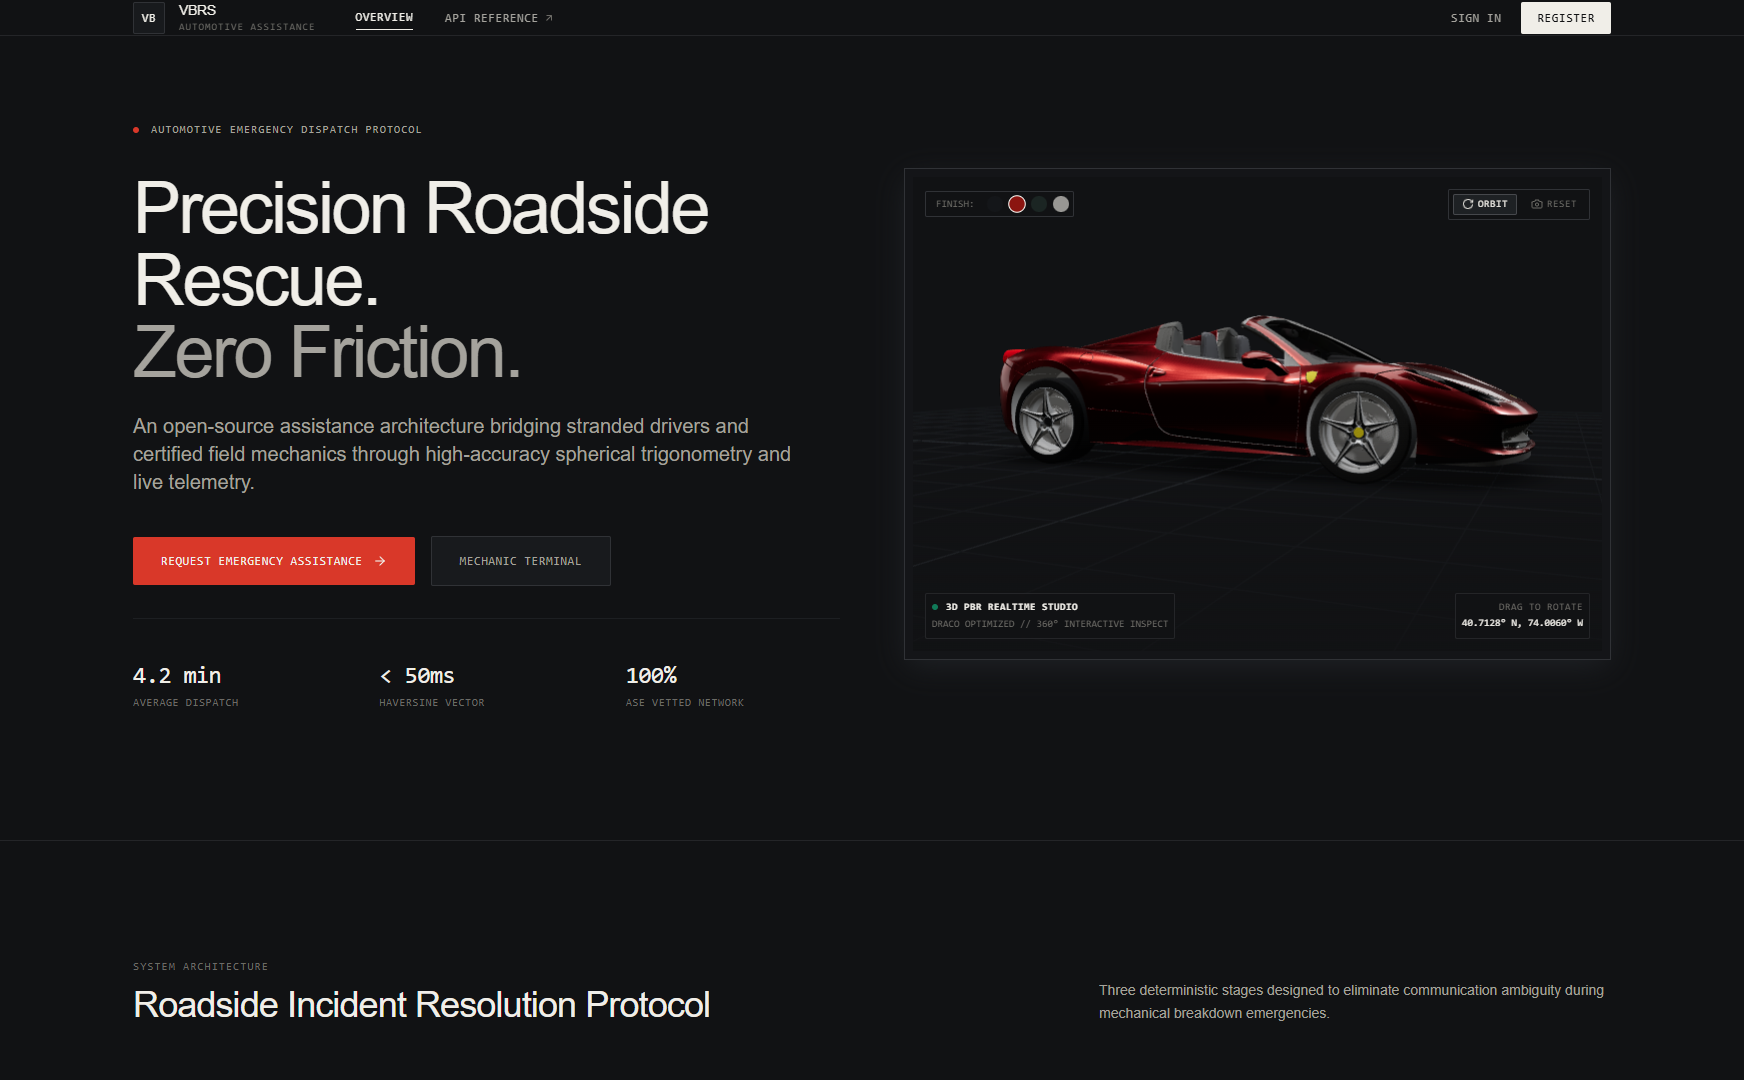 VB
VBRS
AUTOMOTIVE ASSISTANCE
OVERVIEW
API REFERENCE ↗
SIGN IN
REGISTER
AUTOMOTIVE EMERGENCY DISPATCH PROTOCOL
Precision Roadside
Rescue.
Zero Friction.
An open-source assistance architecture bridging stranded drivers and
certified field mechanics through high-accuracy spherical trigonometry and
live telemetry.
REQUEST EMERGENCY ASSISTANCE →
MECHANIC TERMINAL
4.2 min
AVERAGE DISPATCH
< 50ms
HAVERSINE VECTOR
100%
ASE VETTED NETWORK
FINISH:
ORBIT
RESET
3D PBR REALTIME STUDIO
DRACO OPTIMIZED // 360° INTERACTIVE INSPECT
DRAG TO ROTATE
40.7128° N, 74.0060° W
SYSTEM ARCHITECTURE
Roadside Incident Resolution Protocol
Three deterministic stages designed to eliminate communication ambiguity during
mechanical breakdown emergencies.